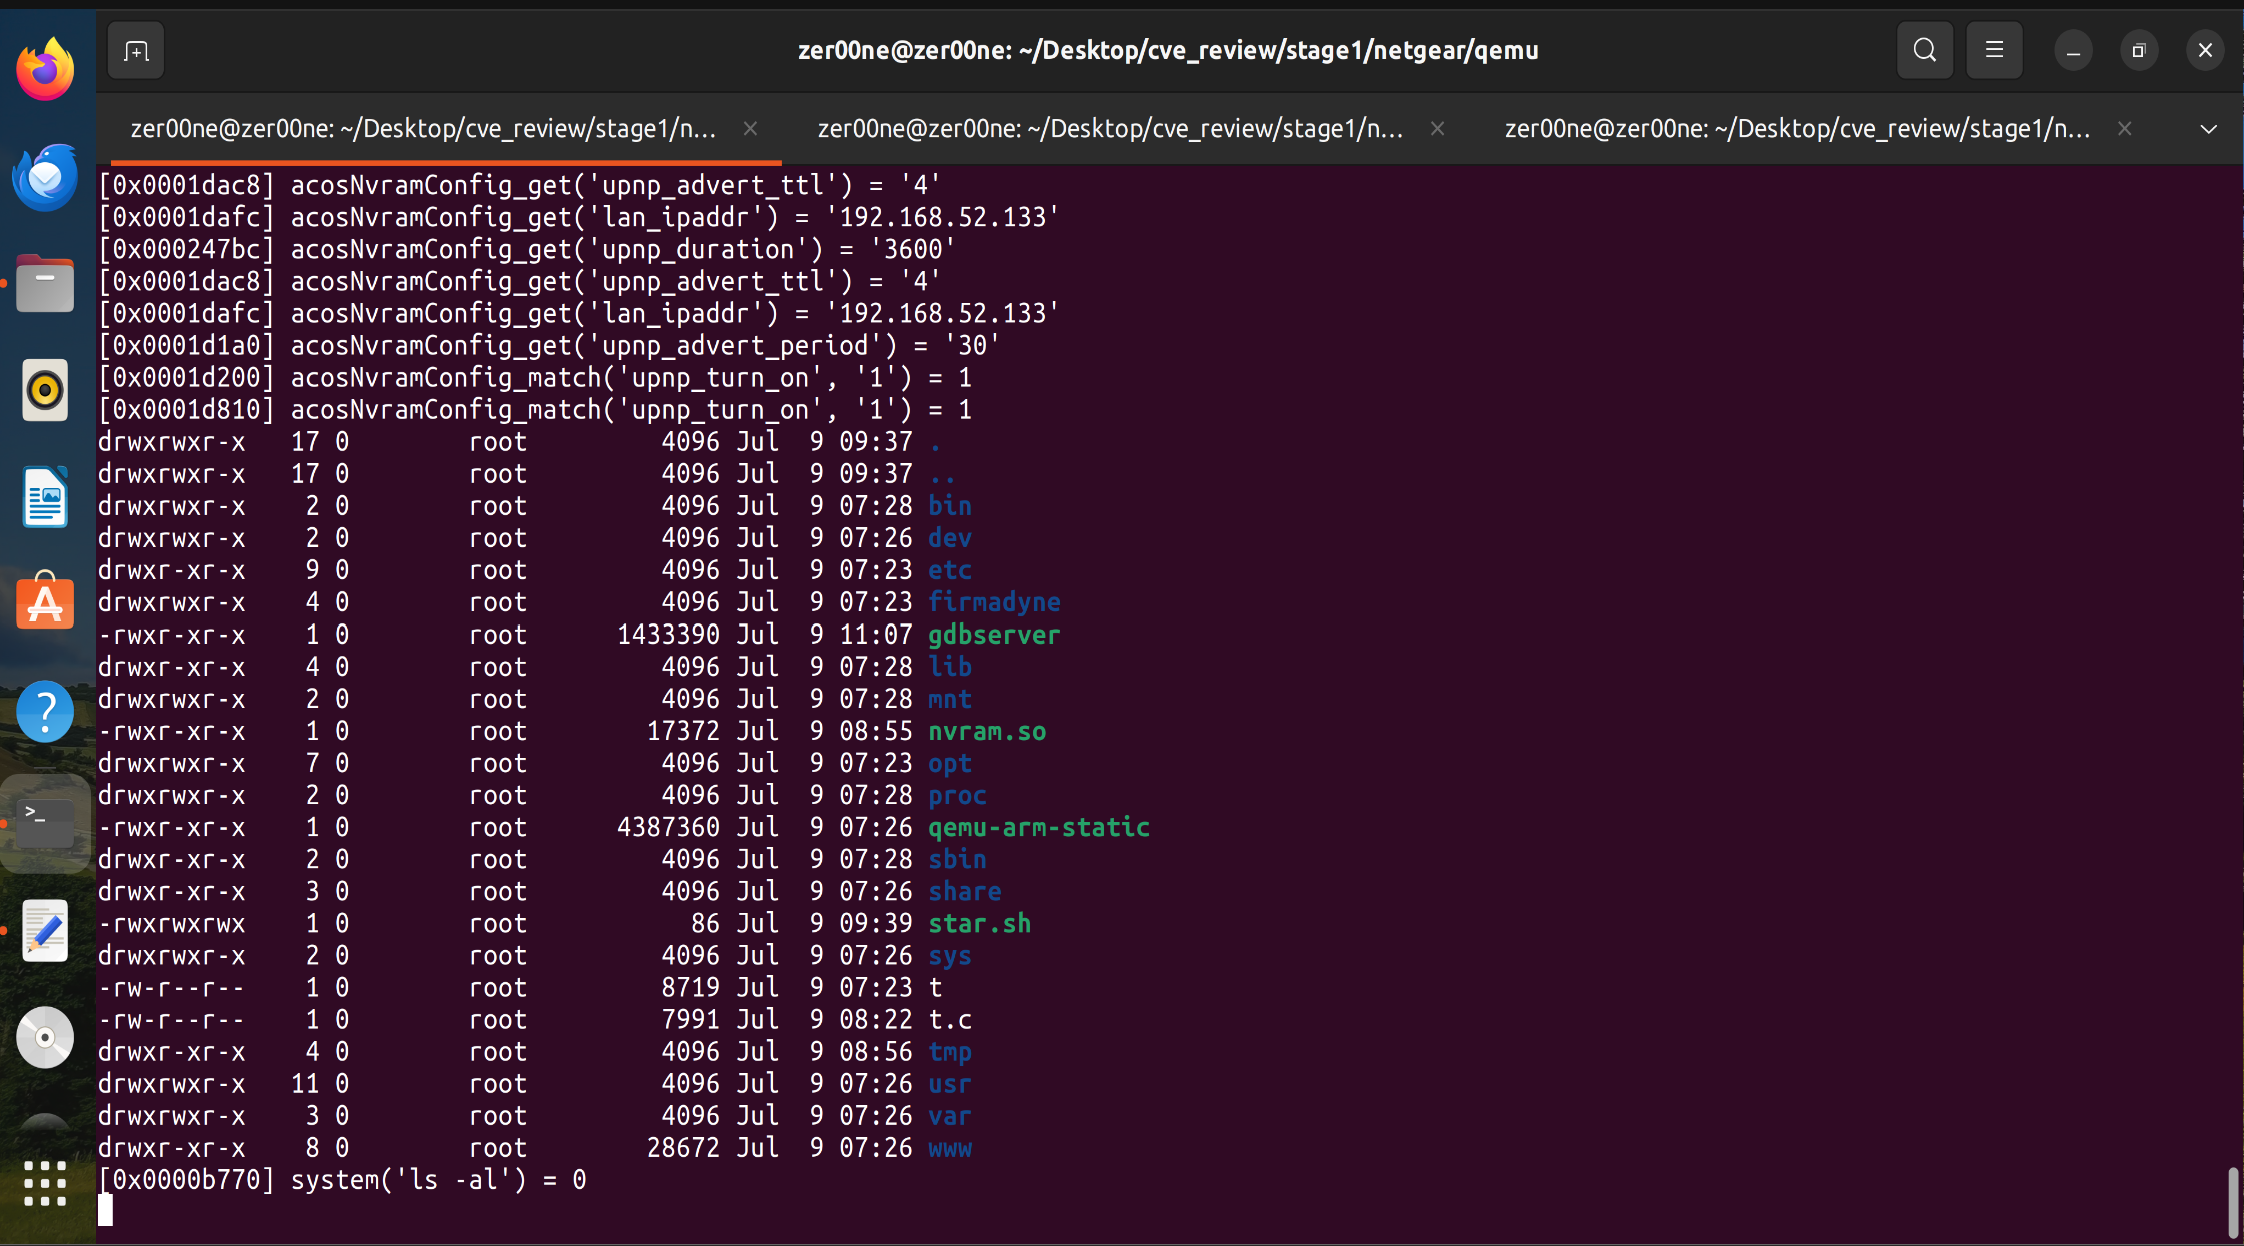 zer00ne@zer00ne: ~/Desktop/cve_review/stage1/netgear/qemu
zer00ne@zer00ne: ~/Desktop/cve_review/stage1/n...
zer00ne@zer00ne: ~/Desktop/cve_review/stage1/n...
zer00ne@zer00ne: ~/Desktop/cve_review/stage1/n...
[0x0001dac8] acosNvramConfig_get('upnp_advert_ttl') = '4'
[0x0001dafc] acosNvramConfig_get('lan_ipaddr') = '192.168.52.133'
[0x000247bc] acosNvramConfig_get('upnp_duration') = '3600'
[0x0001dac8] acosNvramConfig_get('upnp_advert_ttl') = '4'
[0x0001dafc] acosNvramConfig_get('lan_ipaddr') = '192.168.52.133'
[0x0001d1a0] acosNvramConfig_get('upnp_advert_period') = '30'
[0x0001d200] acosNvramConfig_match('upnp_turn_on', '1') = 1
[0x0001d810] acosNvramConfig_match('upnp_turn_on', '1') = 1
drwxrwxr-x   17 0        root         4096 Jul  9 09:37 .
drwxrwxr-x   17 0        root         4096 Jul  9 09:37 ..
drwxrwxr-x    2 0        root         4096 Jul  9 07:28 bin
drwxrwxr-x    2 0        root         4096 Jul  9 07:26 dev
drwxr-xr-x    9 0        root         4096 Jul  9 07:23 etc
drwxrwxr-x    4 0        root         4096 Jul  9 07:23 firmadyne
-rwxr-xr-x    1 0        root      1433390 Jul  9 11:07 gdbserver
drwxr-xr-x    4 0        root         4096 Jul  9 07:28 lib
drwxrwxr-x    2 0        root         4096 Jul  9 07:28 mnt
-rwxr-xr-x    1 0        root        17372 Jul  9 08:55 nvram.so
drwxrwxr-x    7 0        root         4096 Jul  9 07:23 opt
drwxrwxr-x    2 0        root         4096 Jul  9 07:28 proc
-rwxr-xr-x    1 0        root      4387360 Jul  9 07:26 qemu-arm-static
drwxr-xr-x    2 0        root         4096 Jul  9 07:28 sbin
drwxr-xr-x    3 0        root         4096 Jul  9 07:26 share
-rwxrwxrwx    1 0        root           86 Jul  9 09:39 star.sh
drwxrwxr-x    2 0        root         4096 Jul  9 07:26 sys
-rw-r--r--    1 0        root         8719 Jul  9 07:23 t
-rw-r--r--    1 0        root         7991 Jul  9 08:22 t.c
drwxr-xr-x    4 0        root         4096 Jul  9 08:56 tmp
drwxrwxr-x   11 0        root         4096 Jul  9 07:26 usr
drwxrwxr-x    3 0        root         4096 Jul  9 07:26 var
drwxr-xr-x    8 0        root        28672 Jul  9 07:26 www
[0x0000b770] system('ls -al') = 0